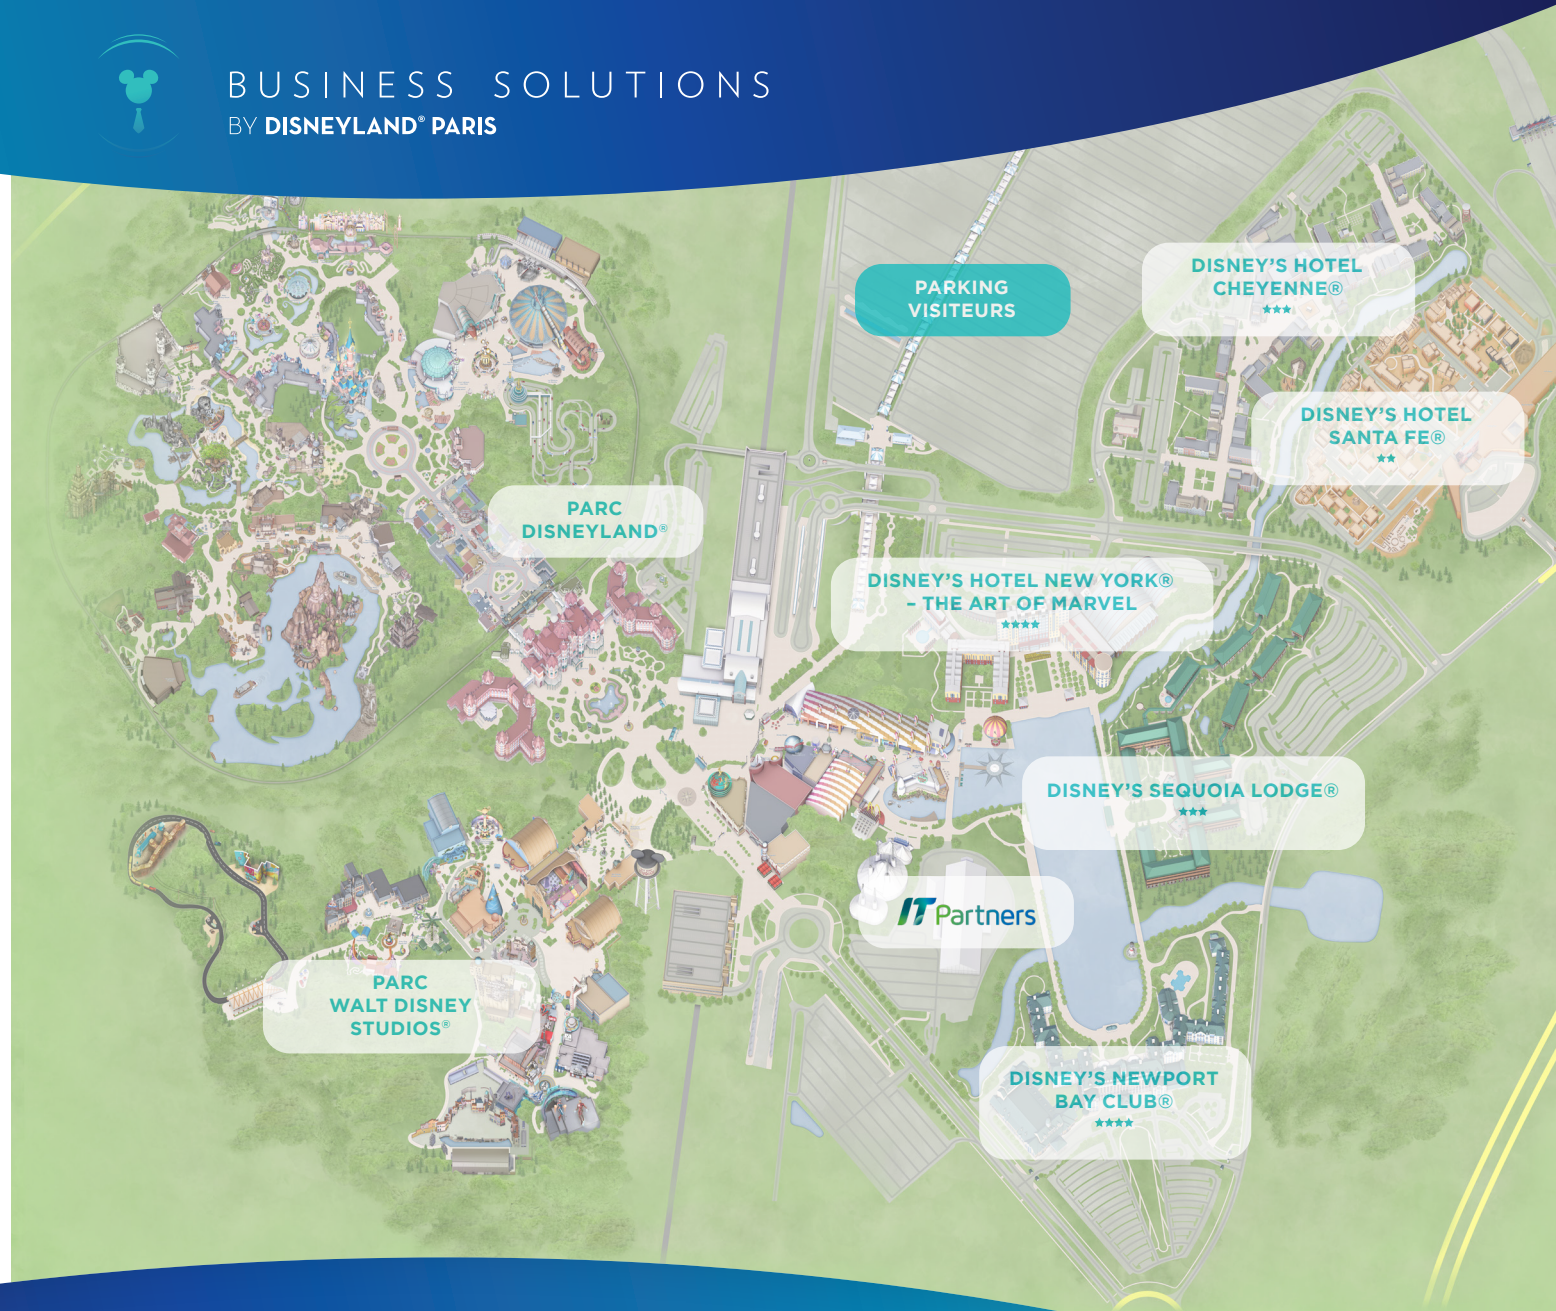 BUSINESS SOLUTIONS
BY DISNEYLAND® PARIS
PARKING
VISITEURS
DISNEY'S HOTEL
CHEYENNE®
DISNEY'S HOTEL
SANTA FE®
PARC
DISNEYLAND®
DISNEY'S HOTEL NEW YORK®
– THE ART OF MARVEL
DISNEY'S SEQUOIA LODGE®
IT Partners
PARC
WALT DISNEY
STUDIOS®
DISNEY'S NEWPORT
BAY CLUB®